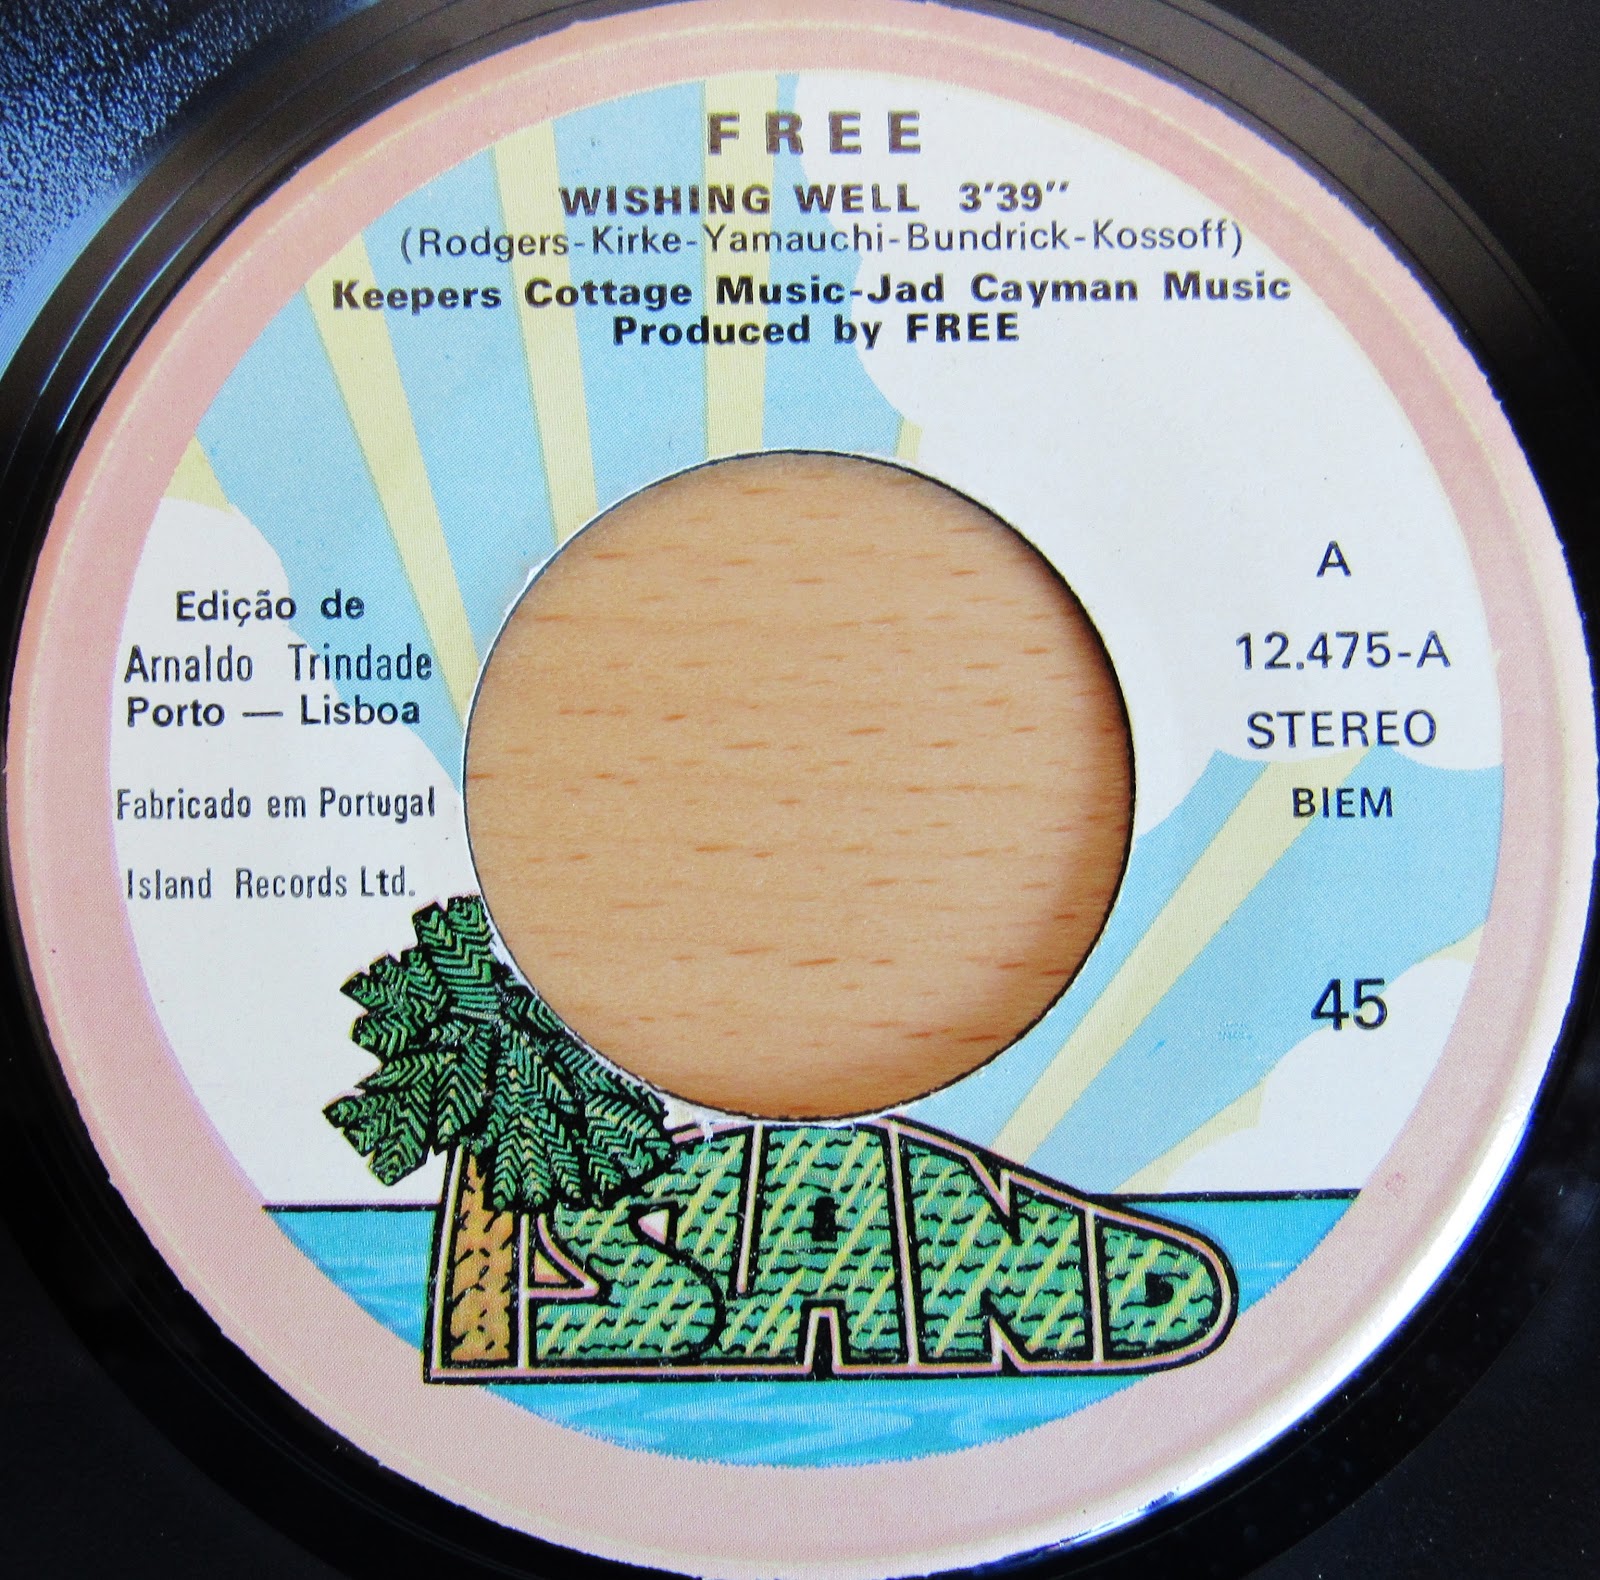 FREE
WISHING WELL 3'39''
(Rodgers-Kirke-Yamauchi-Bundrick-Kossoff)
Keepers Cottage Music-Jad Cayman Music
Produced by FREE
Edição de
Arnaldo Trindade
Porto — Lisboa
Fabricado em Portugal
Island Records Ltd.
A
12.475-A
STEREO
BIEM
45
ISLAND